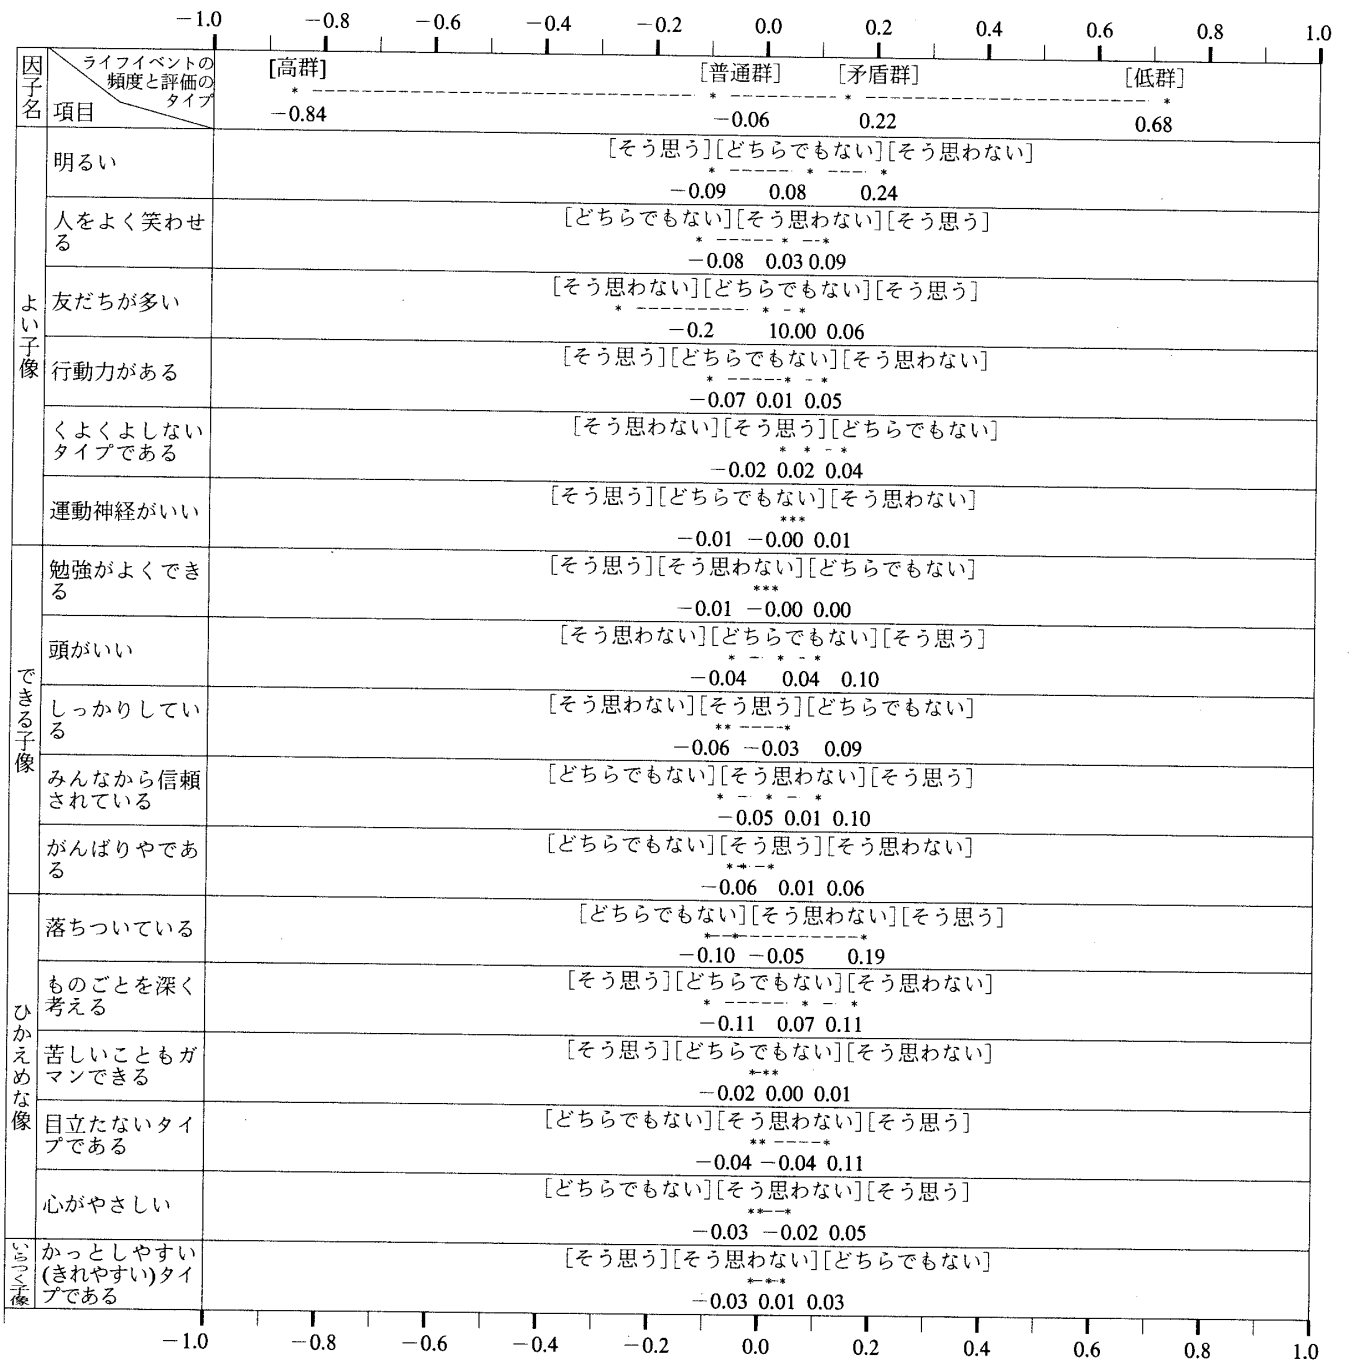 −1.0 −0.8 −0.6 −0.4 −0.2 0.0 0.2 0.4 0.6 0.8 1.0
因子名
ライフイベントの
頻度と評価の
タイプ
項目
[高群] [普通群] [矛盾群] [低群]
−0.84 −0.06 0.22 0.68
よい子像
明るい
[そう思う][どちらでもない][そう思わない]
−0.09 0.08 0.24
人をよく笑わせ
る
[どちらでもない][そう思わない][そう思う]
−0.08 0.03 0.09
友だちが多い
[そう思わない][どちらでもない][そう思う]
−0.2 10.00 0.06
行動力がある
[そう思う][どちらでもない][そう思わない]
−0.07 0.01 0.05
くよくよしない
タイプである
[そう思わない][そう思う][どちらでもない]
−0.02 0.02 0.04
運動神経がいい
[そう思う][どちらでもない][そう思わない]
−0.01 −0.00 0.01
できる子像
勉強がよくでき
る
[そう思う][そう思わない][どちらでもない]
−0.01 −0.00 0.00
頭がいい
[そう思わない][どちらでもない][そう思う]
−0.04 0.04 0.10
しっかりしてい
る
[そう思わない][そう思う][どちらでもない]
−0.06 −0.03 0.09
みんなから信頼
されている
[どちらでもない][そう思わない][そう思う]
−0.05 0.01 0.10
がんばりやであ
る
[どちらでもない][そう思う][そう思わない]
−0.06 0.01 0.06
ひかえめな像
落ちついている
[どちらでもない][そう思わない][そう思う]
−0.10 −0.05 0.19
ものごとを深く
考える
[そう思う][どちらでもない][そう思わない]
−0.11 0.07 0.11
苦しいこともガ
マンできる
[そう思う][どちらでもない][そう思わない]
−0.02 0.00 0.01
目立たないタイ
プである
[どちらでもない][そう思わない][そう思う]
−0.04 −0.04 0.11
心がやさしい
[どちらでもない][そう思わない][そう思う]
−0.03 −0.02 0.05
いらつく子像
かっとしやすい
(きれやすい)タイ
プである
[そう思う][そう思わない][どちらでもない]
−0.03 0.01 0.03
−1.0 −0.8 −0.6 −0.4 −0.2 0.0 0.2 0.4 0.6 0.8 1.0